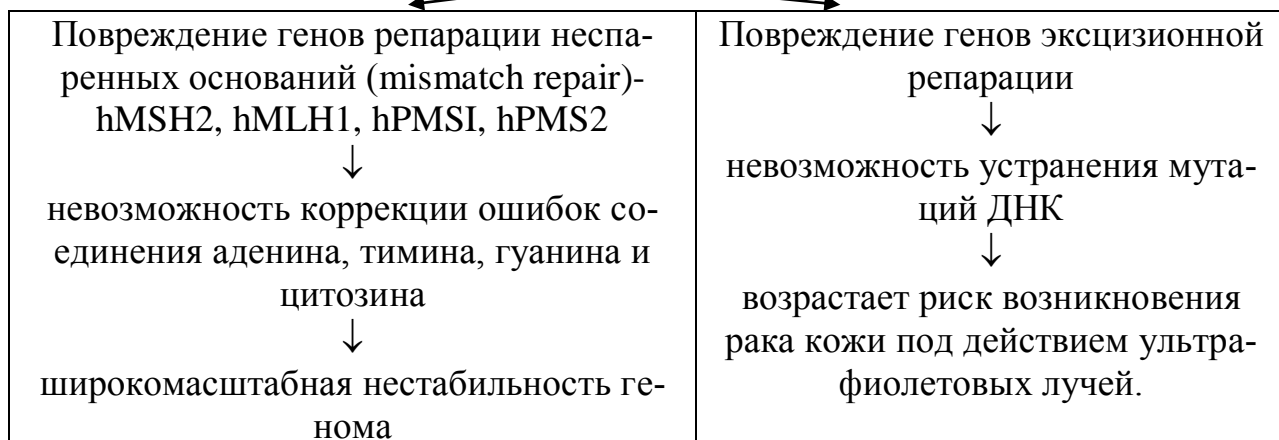 Повреждение генов репарации неспа-
ренных оснований (mismatch repair)-
hMSH2, hMLH1, hPMSI, hPMS2
↓
невозможность коррекции ошибок со-
единения аденина, тимина, гуанина и
цитозина
↓
широкомасштабная нестабильность ге-
нома
Повреждение генов эксцизионной
репарации
↓
невозможность устранения мута-
ций ДНК
↓
возрастает риск возникновения
рака кожи под действием ультра-
фиолетовых лучей.